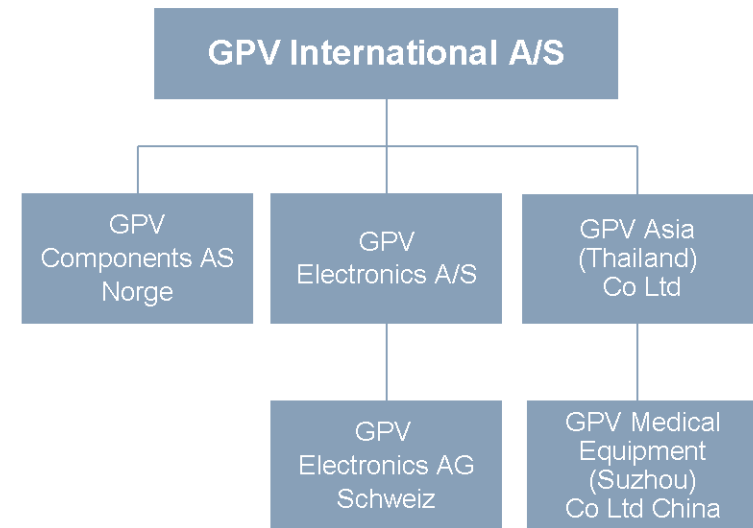 GPV International A/S
GPV
Components AS
Norge
GPV
Electronics A/S
GPV Asia
(Thailand)
Co Ltd
GPV
Electronics AG
Schweiz
GPV Medical
Equipment
(Suzhou)
Co Ltd China